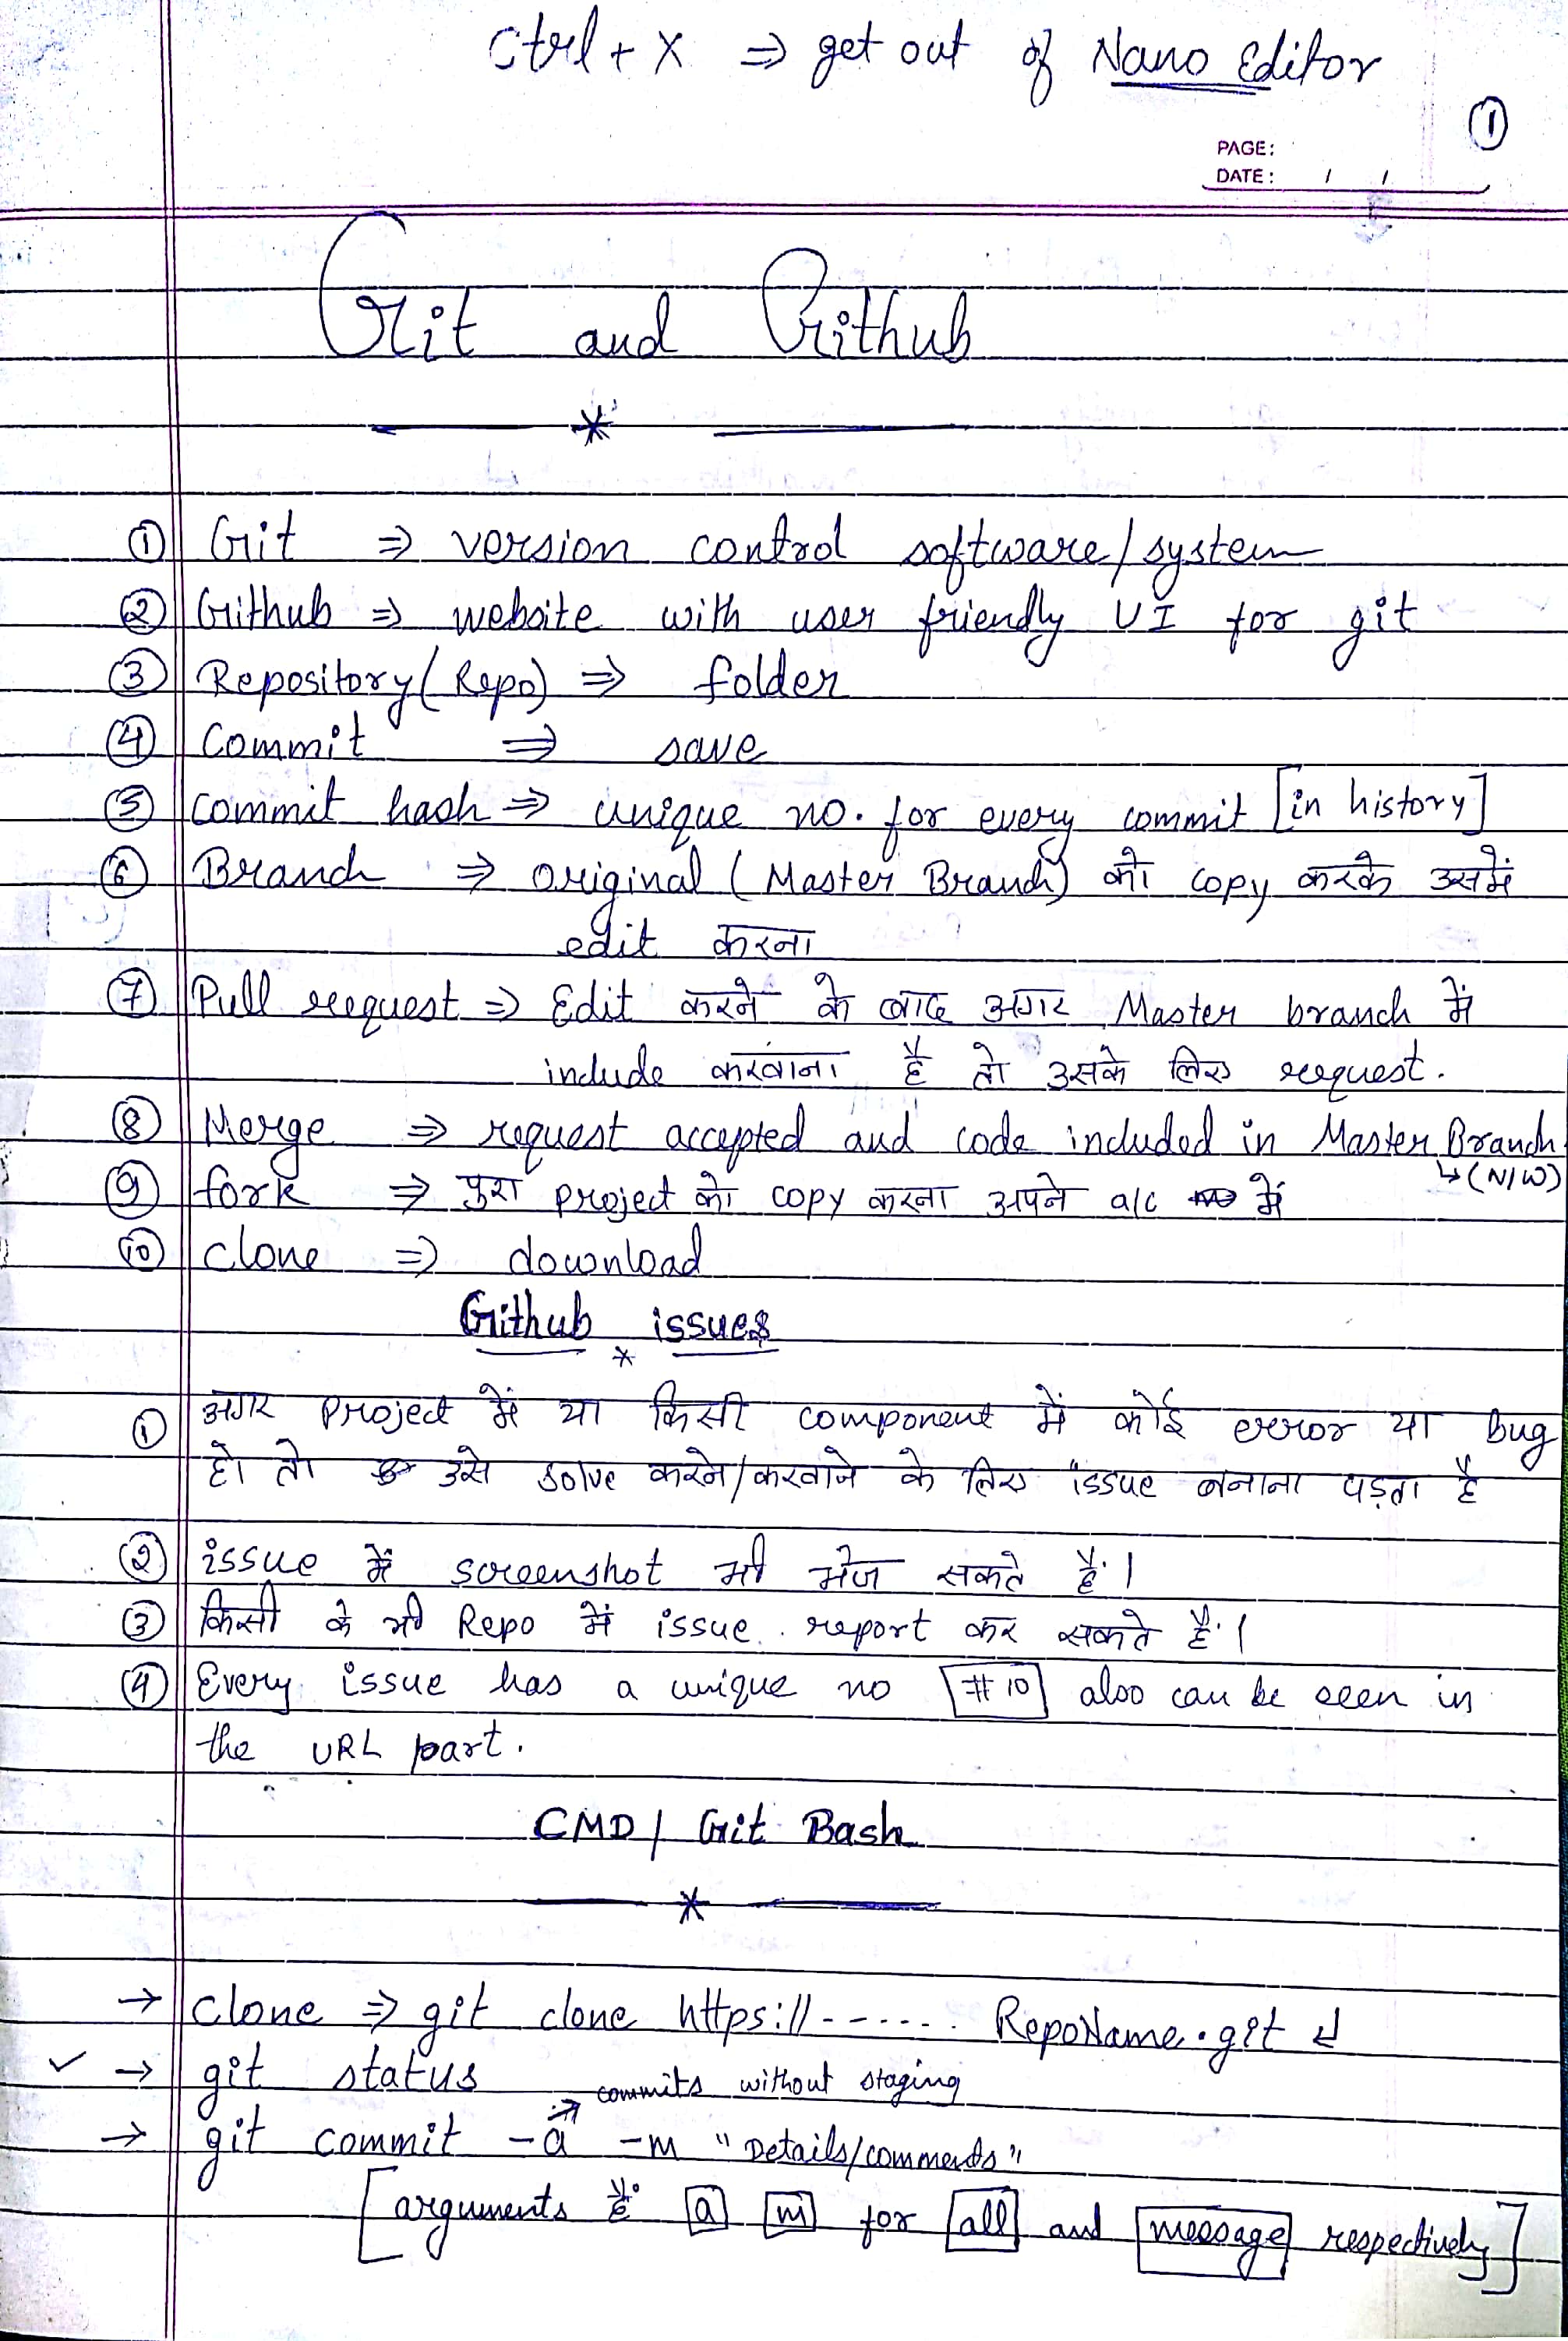 Ctrl + X ⇒ get out of Nano Editor
①
PAGE:
DATE: / /
Git and Github
*
① Git ⇒ version control software/system
② Github ⇒ website with user friendly UI for git
③ Repository (Repo) ⇒ folder
④ Commit ⇒ save
⑤ commit hash ⇒ unique no. for every commit [in history]
⑥ Branch ⇒ original (Master Branch) को copy करके उसमें
edit करना
⑦ Pull request ⇒ Edit करने के बाद अगर Master branch में
include करवाना है तो उसके लिए request.
⑧ Merge ⇒ request accepted and code included in Master Branch
↳(N/W)
⑨ fork ⇒ पुरा project को copy करना अपने a/c में
⑩ clone ⇒ download
Github issues
*
① अगर project में या किसी component में कोई error या bug
हो तो उसे solve करने/करवाने के लिए issue बनाना पड़ता है
② issue में screenshot भी भेज सकते हैं।
③ किसी के भी Repo में issue report कर सकते हैं।
④ Every issue has a unique no #10 also can be seen in
the URL part.
CMD / Git Bash
*
→ clone ⇒ git clone https://------ RepoName.git ↵
✓ → git status
⇒ commits without staging
→ git commit -a -m "Details/comments"
[arguments हैं a m for all and message respectively]